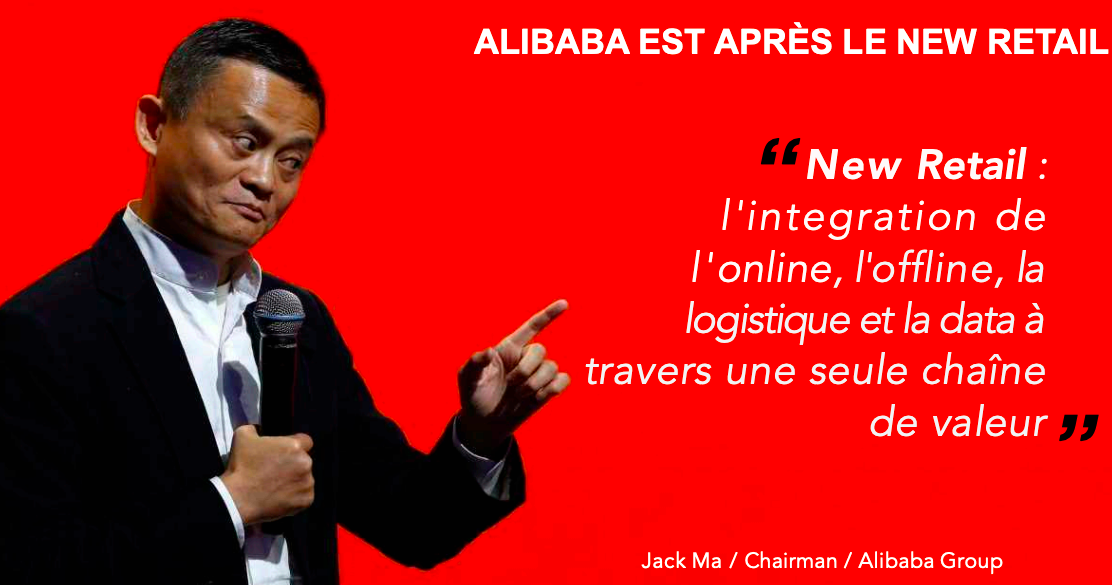 ALIBABA EST APRÈS LE NEW RETAIL
“New Retail :
l'integration de
l'online, l'offline, la
logistique et la data à
travers une seule chaîne
de valeur ”
Jack Ma / Chairman / Alibaba Group